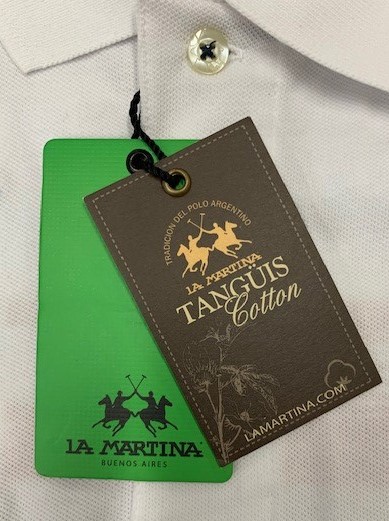 TRADICION DEL POLO ARGENTINO
LA MARTINA
TANGÜIS
Cotton
LAMARTINA.COM
LA MARTINA
BUENOS AIRES